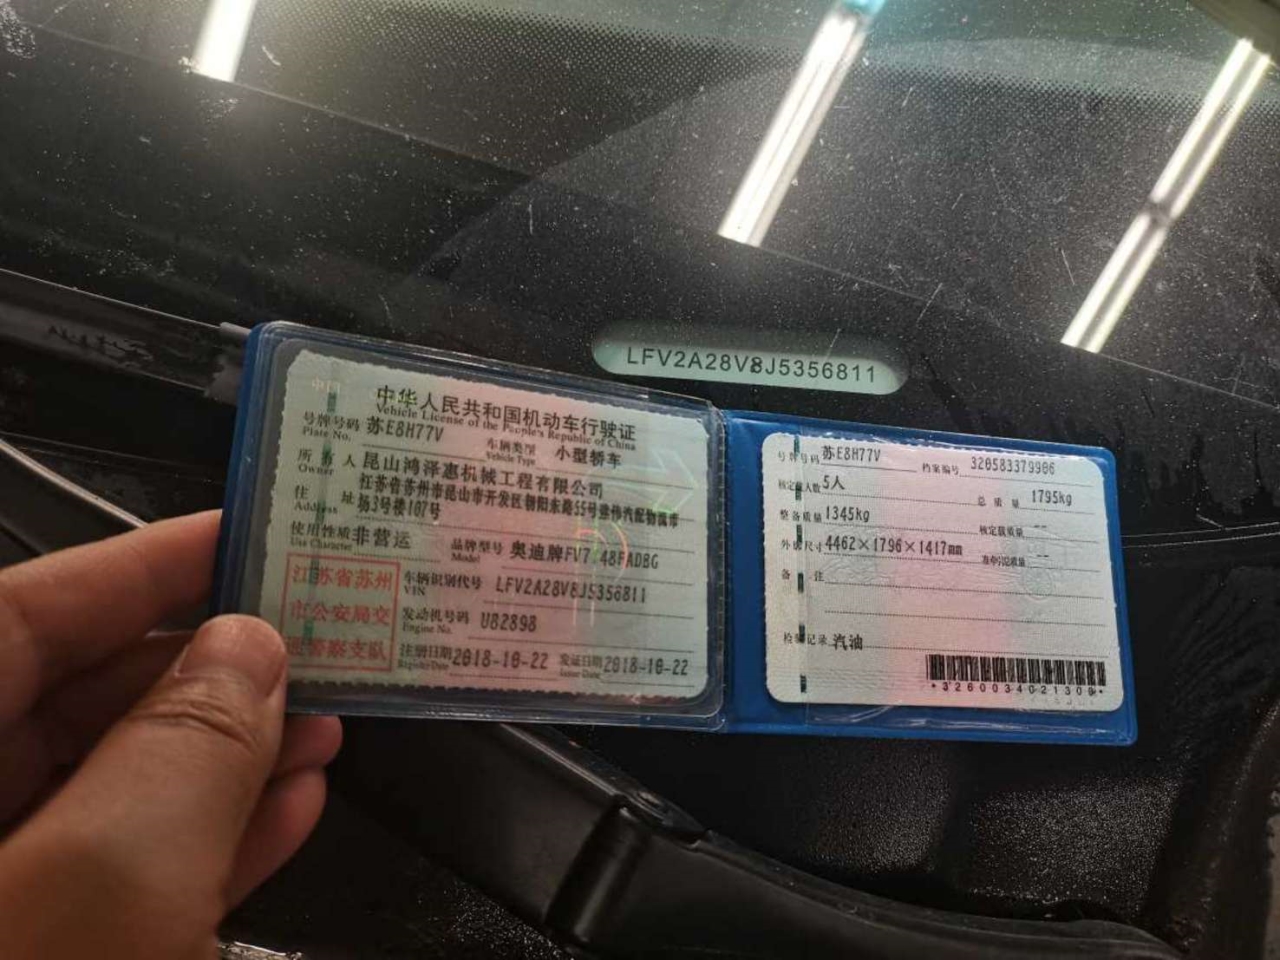 LFV2A28V8J5356811
中华人民共和国机动车行驶证
Vehicle License of the People's Republic of China
号牌号码 苏E8H77V 车辆类型 小型轿车
Plate No. Vehicle Type
所有人 昆山鸿泽惠机械工程有限公司
Owner
住址 江苏省苏州市昆山市开发区朝阳东路55号 汽配物流市
Address 场3号楼107号
使用性质 非营运 品牌型号 奥迪牌FV7148FADBG
Use Character Model
江苏省苏州
市公安局交
通警察支队
车辆识别代号 LFV2A28V8J5356811
VIN
发动机号码 U82898
Engine No.
注册日期 2018-10-22 发证日期 2018-10-22
Register Date Issue Date
号牌号码 苏E8H77V 档案编号 320583379906
核定载人数 5人 总质量 1795kg
整备质量 1345kg 核定载质量 --
外廓尺寸 4462×1796×1417mm 准牵引总质量 --
备注
检验记录 汽油
*3260034021309*